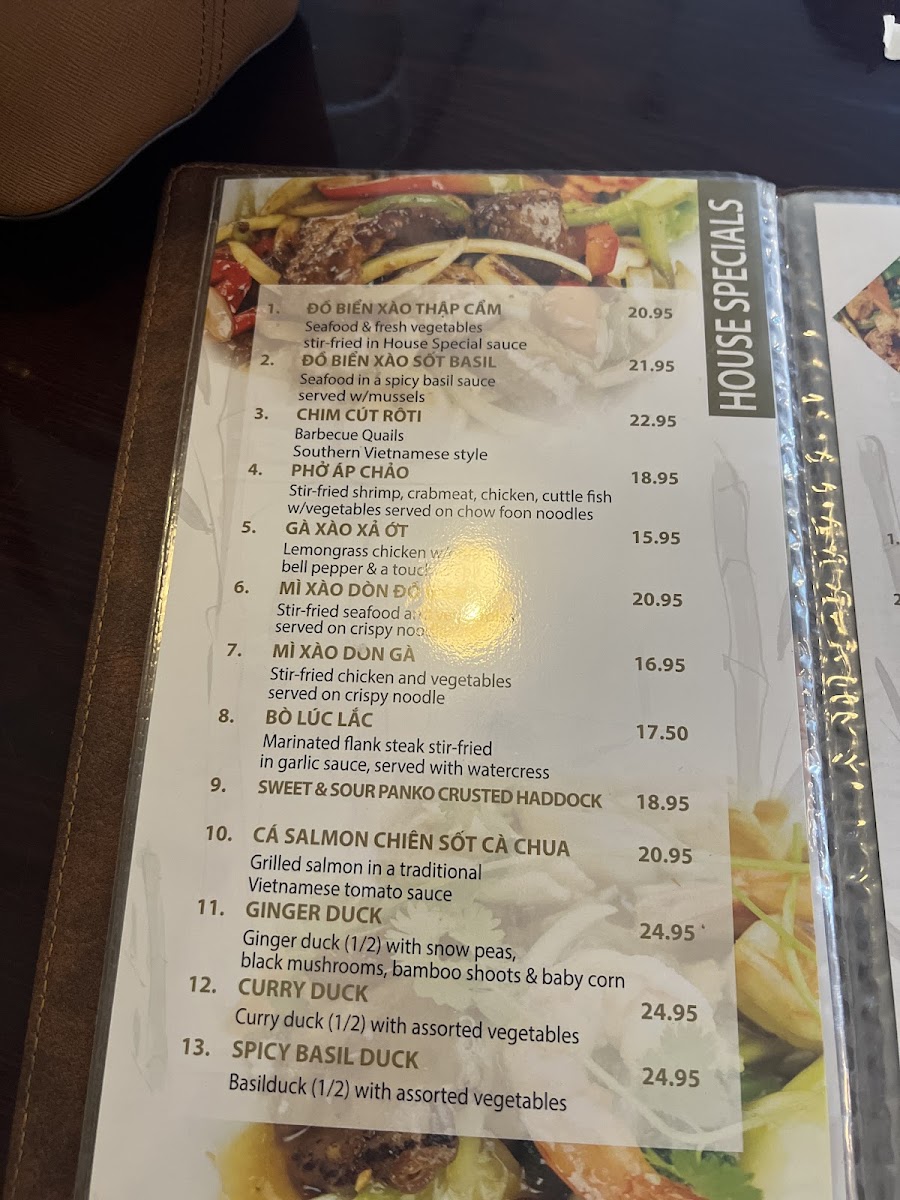 HOUSE SPECIALS
1. ĐỒ BIỂN XÀO THẬP CẨM 20.95
Seafood & fresh vegetables
stir-fried in House Special sauce
2. ĐỒ BIỂN XÀO SỐT BASIL 21.95
Seafood in a spicy basil sauce
served w/mussels
3. CHIM CÚT RÔTI 22.95
Barbecue Quails
Southern Vietnamese style
4. PHỞ ÁP CHẢO 18.95
Stir-fried shrimp, crabmeat, chicken, cuttle fish
w/vegetables served on chow foon noodles
5. GÀ XÀO XẢ ỚT 15.95
Lemongrass chicken
bell pepper & a
6. MÌ XÀO DÒN 20.95
Stir-fried seafood
served on crispy
7. MÌ XÀO DÒN GÀ 16.95
Stir-fried chicken and vegetables
served on crispy noodle
8. BÒ LÚC LẮC 17.50
Marinated flank steak stir-fried
in garlic sauce, served with watercress
9. SWEET & SOUR PANKO CRUSTED HADDOCK 18.95
10. CÁ SALMON CHIÊN SỐT CÀ CHUA 20.95
Grilled salmon in a traditional
Vietnamese tomato sauce
11. GINGER DUCK 24.95
Ginger duck (1/2) with snow peas,
black mushrooms, bamboo shoots & baby corn
12. CURRY DUCK 24.95
Curry duck (1/2) with assorted vegetables
13. SPICY BASIL DUCK 24.95
Basilduck (1/2) with assorted vegetables
1.
2